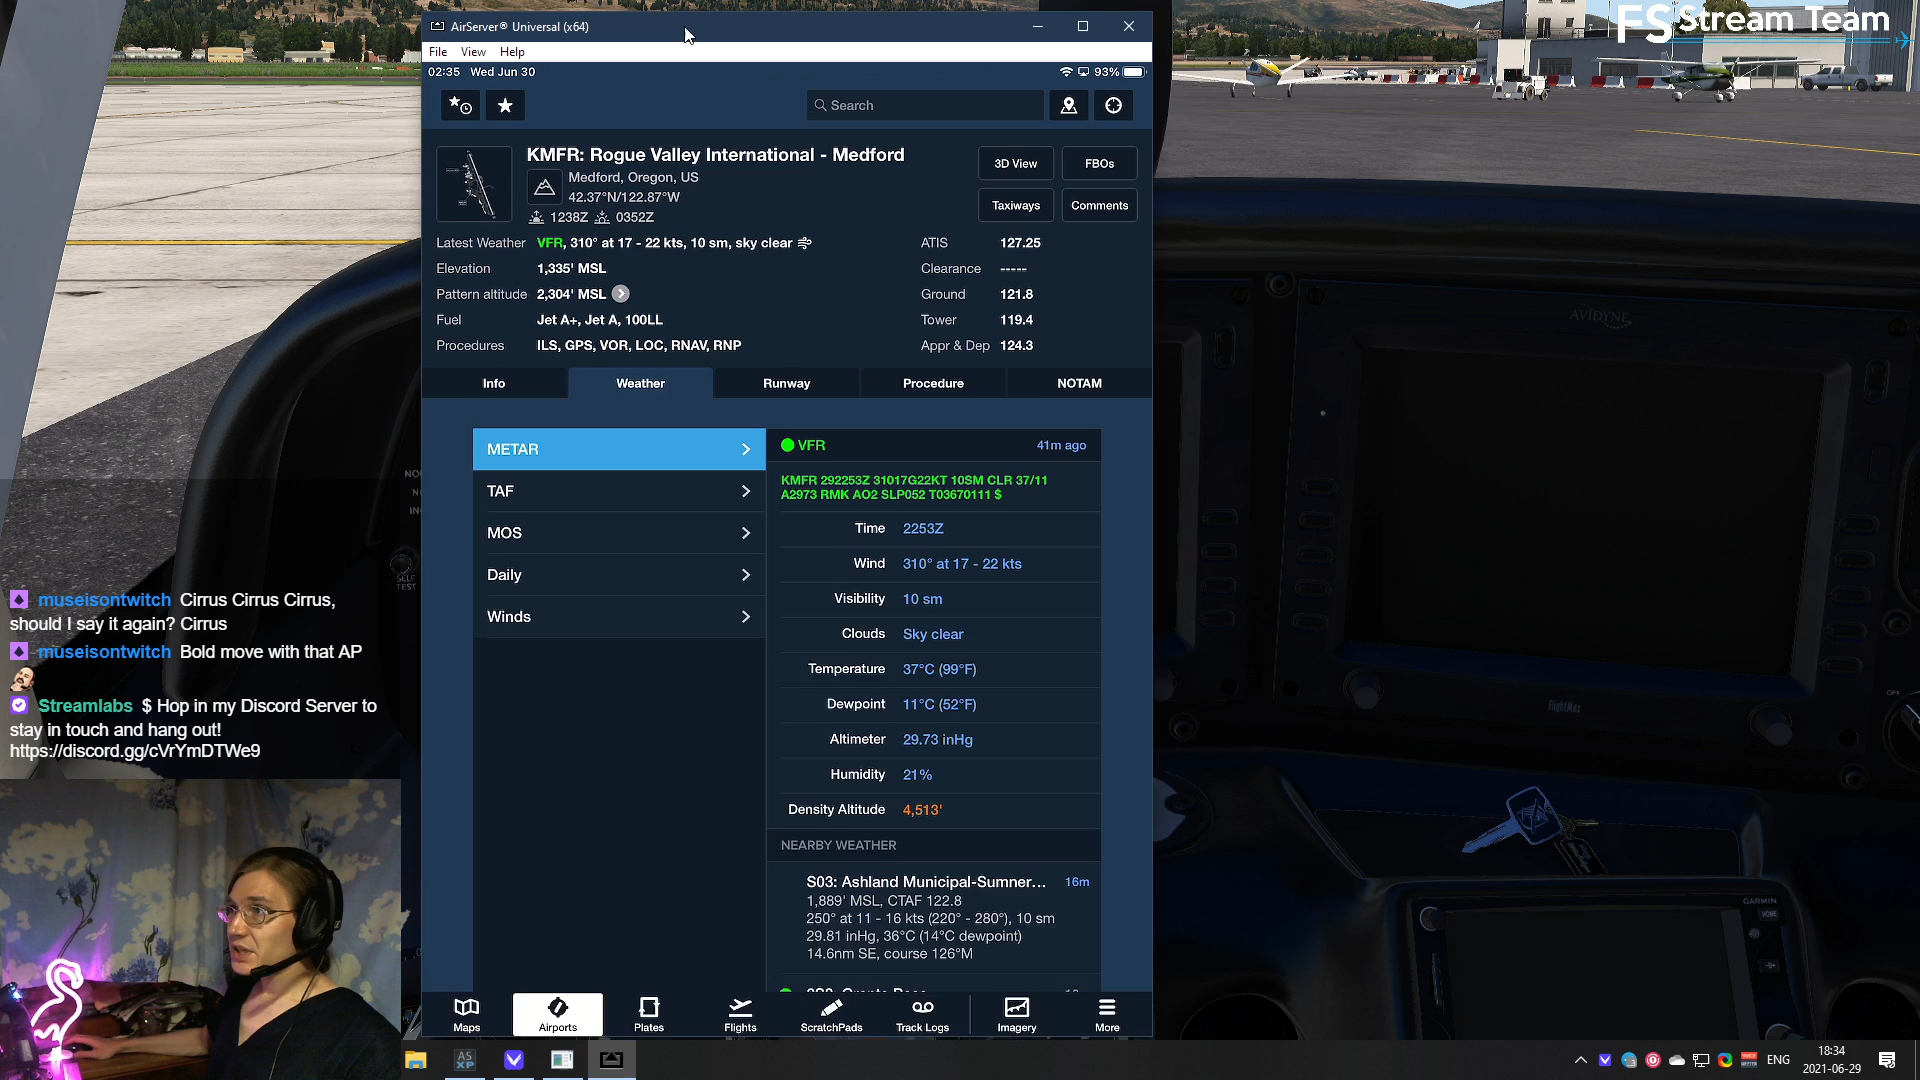 AirServer® Universal (x64)
FS Stream Team
File View Help
02:35 Wed Jun 30
93%
Search
KMFR: Rogue Valley International - Medford
Medford, Oregon, US
42.37°N/122.87°W
1238Z 0352Z
3D View
FBOs
Taxiways
Comments
Latest Weather VFR, 310° at 17 - 22 kts, 10 sm, sky clear
Elevation 1,335' MSL
Pattern altitude 2,304' MSL
Fuel Jet A+, Jet A, 100LL
Procedures ILS, GPS, VOR, LOC, RNAV, RNP
ATIS 127.25
Clearance -----
Ground 121.8
Tower 119.4
Appr & Dep 124.3
Info
Weather
Runway
Procedure
NOTAM
METAR
TAF
MOS
Daily
Winds
VFR
41m ago
KMFR 292253Z 31017G22KT 10SM CLR 37/11
A2973 RMK AO2 SLP052 T03670111 $
Time 2253Z
Wind 310° at 17 - 22 kts
Visibility 10 sm
Clouds Sky clear
Temperature 37°C (99°F)
Dewpoint 11°C (52°F)
Altimeter 29.73 inHg
Humidity 21%
Density Altitude 4,513'
NEARBY WEATHER
S03: Ashland Municipal-Sumner... 16m
1,889' MSL, CTAF 122.8
250° at 11 - 16 kts (220° - 280°), 10 sm
29.81 inHg, 36°C (14°C dewpoint)
14.6nm SE, course 126°M
Maps
Airports
Plates
Flights
ScratchPads
Track Logs
Imagery
More
museisontwitch Cirrus Cirrus Cirrus,
should I say it again? Cirrus
museisontwitch Bold move with that AP
Streamlabs $ Hop in my Discord Server to
stay in touch and hang out!
https://discord.gg/cVrYmDTWe9
SELF
TEST
AVIDYNE
FlightMax
OFF
GARMIN
HOME
AS
XP
ENG
18:34
2021-06-29